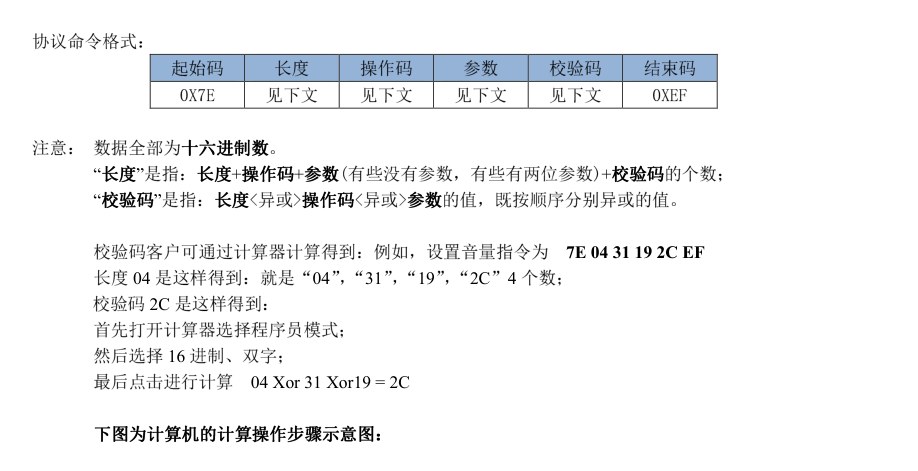 协议命令格式：
起始码 长度 操作码 参数 校验码 结束码
0X7E 见下文 见下文 见下文 见下文 0XEF
注意： 数据全部为十六进制数。
“长度”是指：长度+操作码+参数(有些没有参数，有些有两位参数)+校验码的个数；
“校验码”是指：长度<异或>操作码<异或>参数的值，既按顺序分别异或的值。
校验码客户可通过计算器计算得到：例如，设置音量指令为 7E 04 31 19 2C EF
长度 04 是这样得到：就是“04”，“31”，“19”，“2C”4 个数；
校验码 2C 是这样得到：
首先打开计算器选择程序员模式；
然后选择 16 进制、双字；
最后点击进行计算 04 Xor 31 Xor19 = 2C
下图为计算机的计算操作步骤示意图：